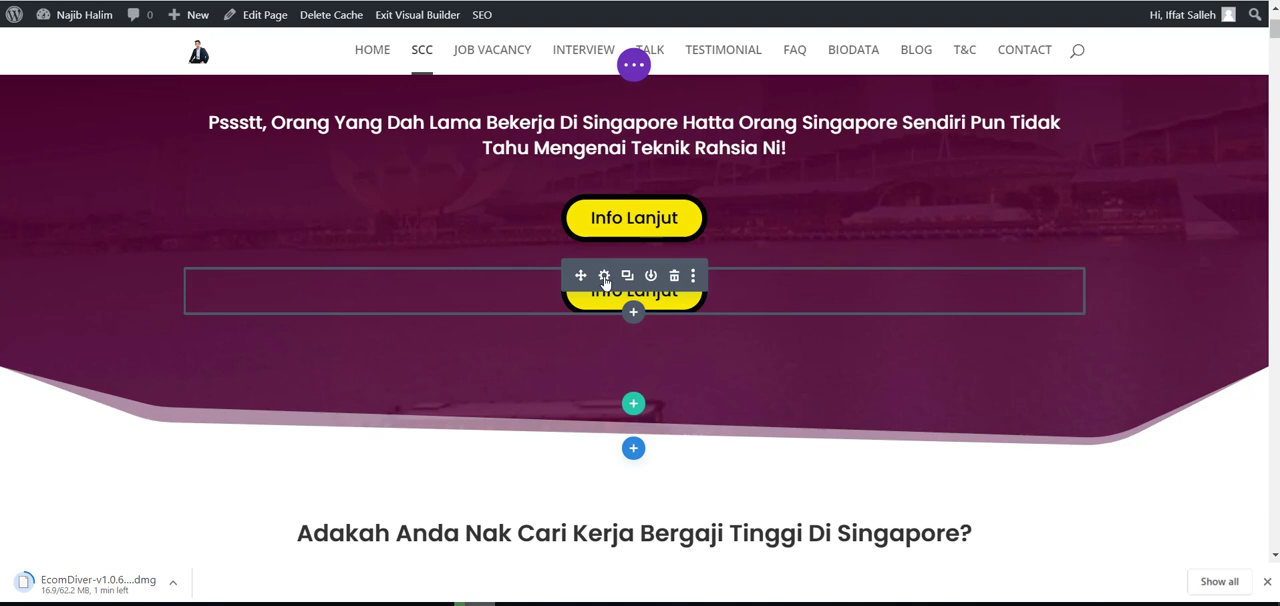 Najib Halim 0 New Edit Page Delete Cache Exit Visual Builder SEO Hi, Iffat Salleh
HOME SCC JOB VACANCY INTERVIEW TALK TESTIMONIAL FAQ BIODATA BLOG T&C CONTACT
Pssstt, Orang Yang Dah Lama Bekerja Di Singapore Hatta Orang Singapore Sendiri Pun Tidak
Tahu Mengenai Teknik Rahsia Ni!
Info Lanjut
Info Lanjut
Adakah Anda Nak Cari Kerja Bergaji Tinggi Di Singapore?
EcomDiver-v1.0.6....dmg
16.9/62.2 MB, 1 min left
Show all